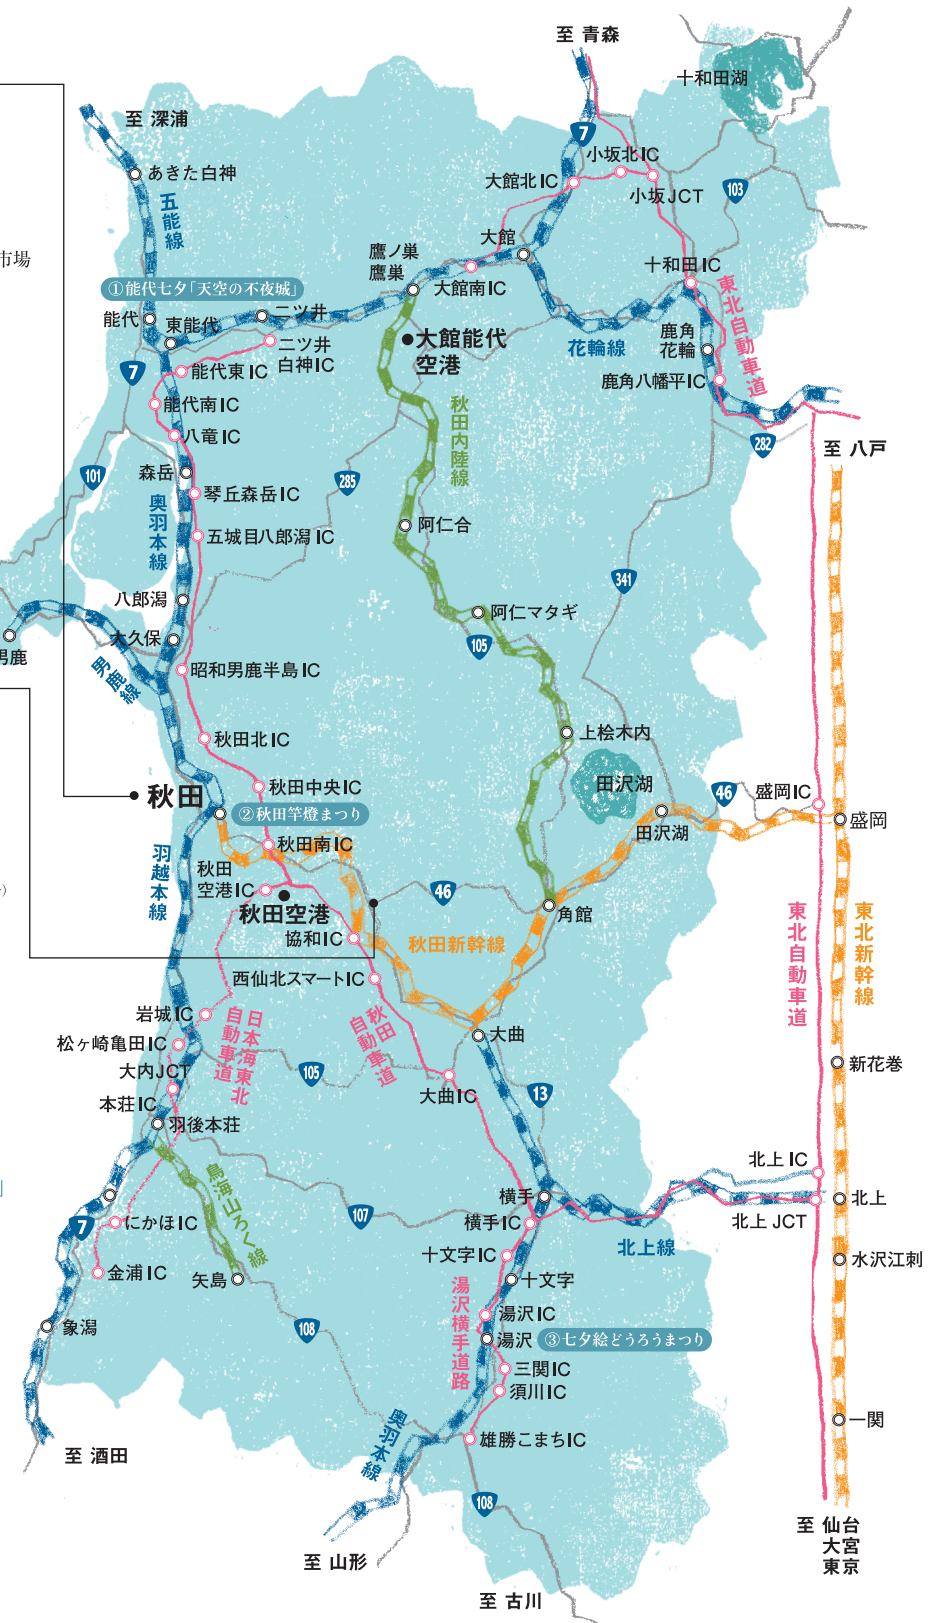 至 青森
十和田湖
至 深浦
7
小坂北IC
大館北IC
小坂JCT
103
あきた白神
五能線
市場
大館
鷹ノ巣
鷹巣
十和田IC
大館南IC
東北自動車道
①能代七夕「天空の不夜城」
能代
東能代
二ツ井
二ツ井
白神IC
大館能代
空港
花輪線
鹿角
花輪
鹿角八幡平IC
7
能代東IC
能代南IC
秋田内陸線
八竜IC
282
至 八戸
101
森岳
285
琴丘森岳IC
奥羽本線
阿仁合
五城目八郎潟IC
341
八郎潟
阿仁マタギ
大久保
105
男鹿
昭和男鹿半島IC
男鹿線
秋田北IC
上桧木内
秋田
秋田中央IC
田沢湖
46
盛岡IC
②秋田竿燈まつり
田沢湖
盛岡
羽越本線
秋田南IC
秋田
空港IC
46
秋田空港
角館
協和IC
秋田新幹線
東北自動車道
東北新幹線
西仙北スマートIC
岩城IC
日本海東北
自動車道
秋田
自動車道
松ヶ崎亀田IC
大曲
大内JCT
105
新花巻
大曲IC
13
本荘IC
羽後本荘
北上IC
鳥海山ろく線
横手
北上
107
7
にかほIC
横手IC
北上JCT
北上線
十文字IC
金浦IC
矢島
十文字
水沢江刺
湯沢横手道路
湯沢IC
象潟
108
湯沢
③七夕絵どうろうまつり
三関IC
須川IC
奥羽本線
一関
雄勝こまちIC
至 酒田
108
至 仙台
大宮
東京
至 山形
至 古川